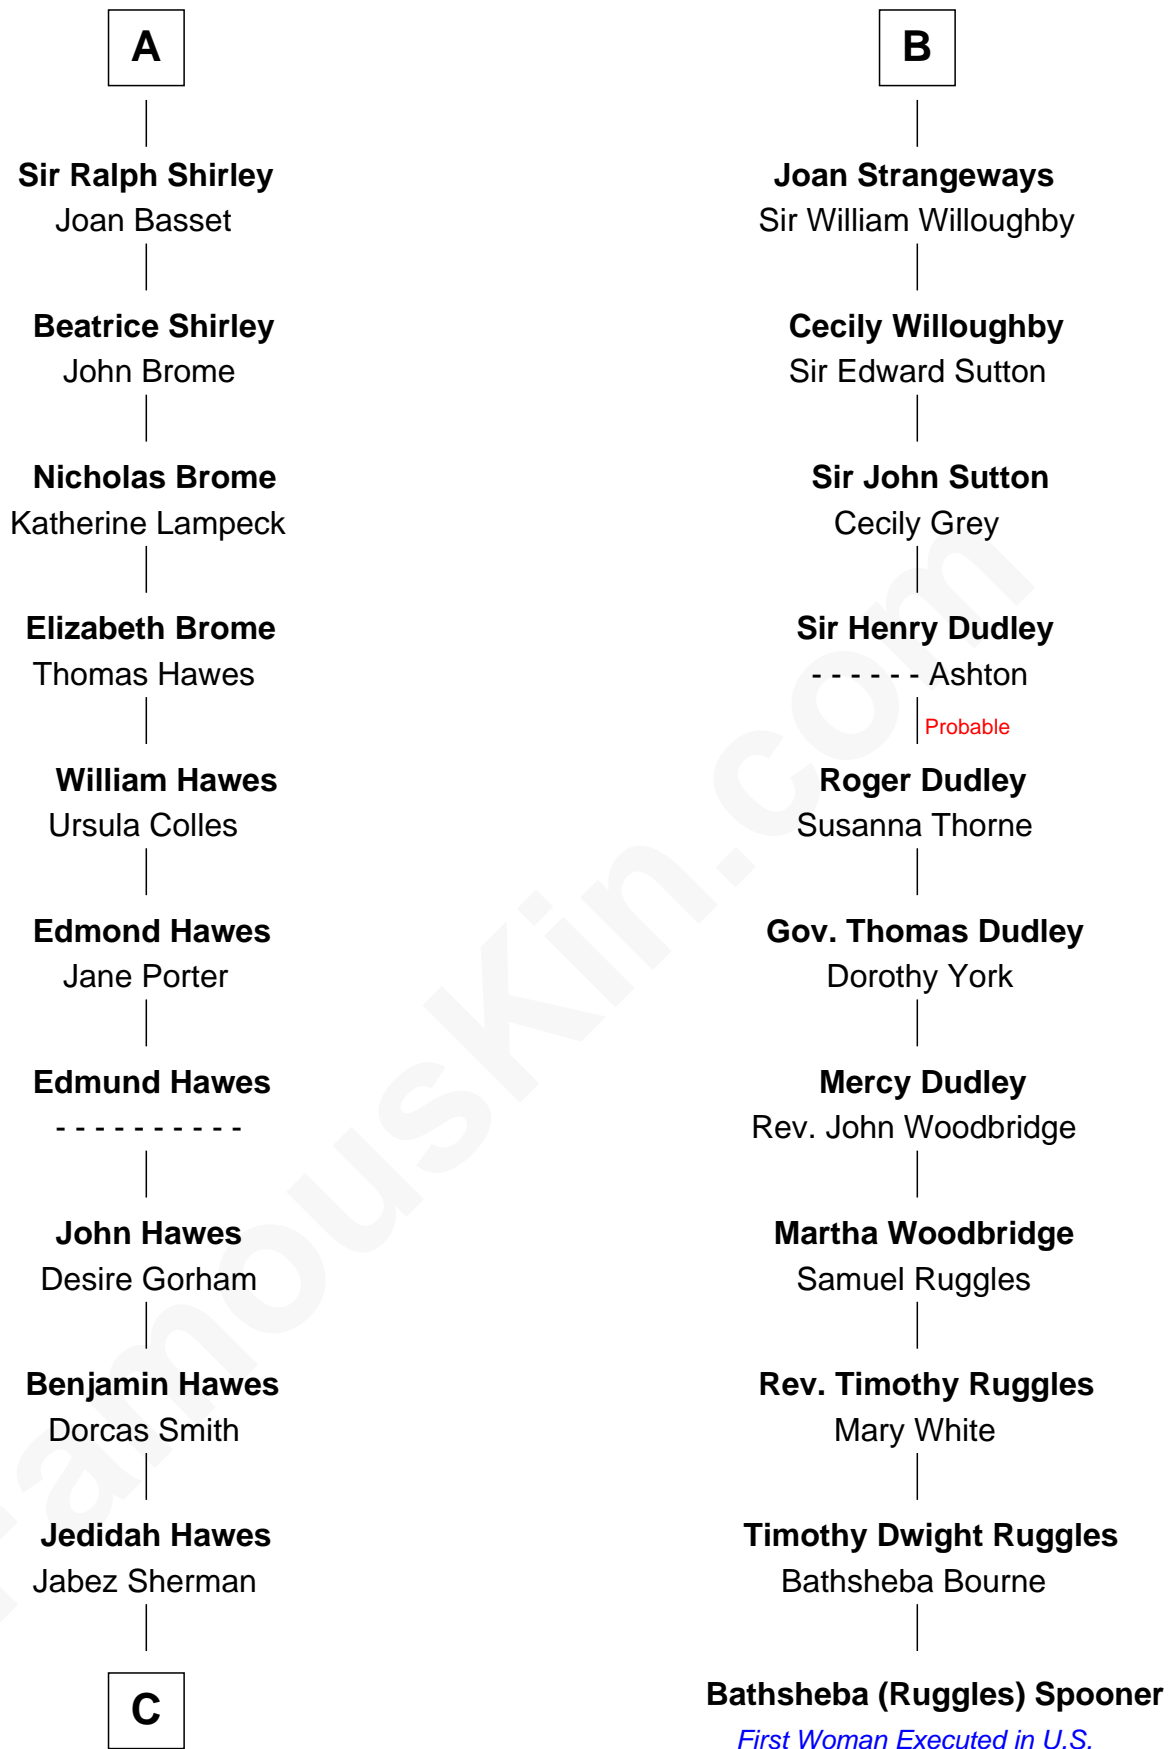 A
Sir Ralph Shirley
Joan Basset
Beatrice Shirley
John Brome
Nicholas Brome
Katherine Lampeck
Elizabeth Brome
Thomas Hawes
William Hawes
Ursula Colles
Edmond Hawes
Jane Porter
Edmund Hawes
- - - - - - - - - -
John Hawes
Desire Gorham
Benjamin Hawes
Dorcas Smith
Jedidah Hawes
Jabez Sherman
C
B
Joan Strangeways
Sir William Willoughby
Cecily Willoughby
Sir Edward Sutton
Sir John Sutton
Cecily Grey
Sir Henry Dudley
- - - - - - Ashton
Probable
Roger Dudley
Susanna Thorne
Gov. Thomas Dudley
Dorothy York
Mercy Dudley
Rev. John Woodbridge
Martha Woodbridge
Samuel Ruggles
Rev. Timothy Ruggles
Mary White
Timothy Dwight Ruggles
Bathsheba Bourne
Bathsheba (Ruggles) Spooner
First Woman Executed in U.S.
FamousKin.com